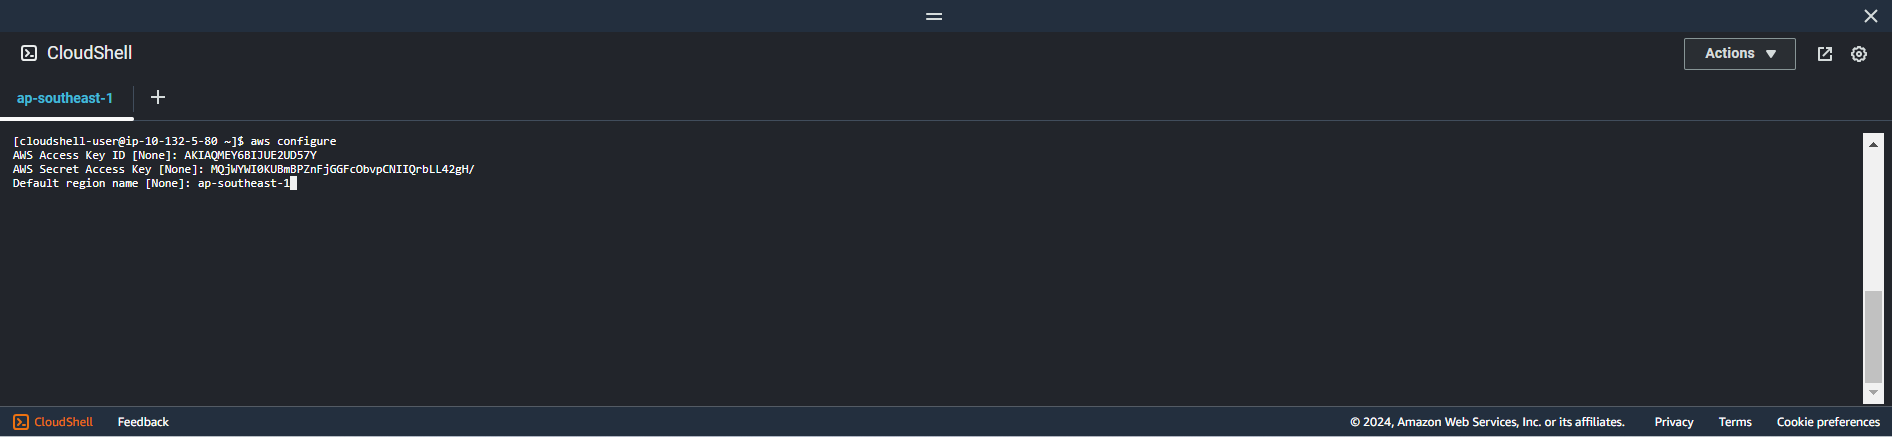 CloudShell
Actions
ap-southeast-1
[cloudshell-user@ip-10-132-5-80 ~]$ aws configure
AWS Access Key ID [None]: AKIAQMEY6BIJUE2UD57Y
AWS Secret Access Key [None]: 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
Default region name [None]: ap-southeast-1
CloudShell Feedback © 2024, Amazon Web Services, Inc. or its affiliates. Privacy Terms Cookie preferences